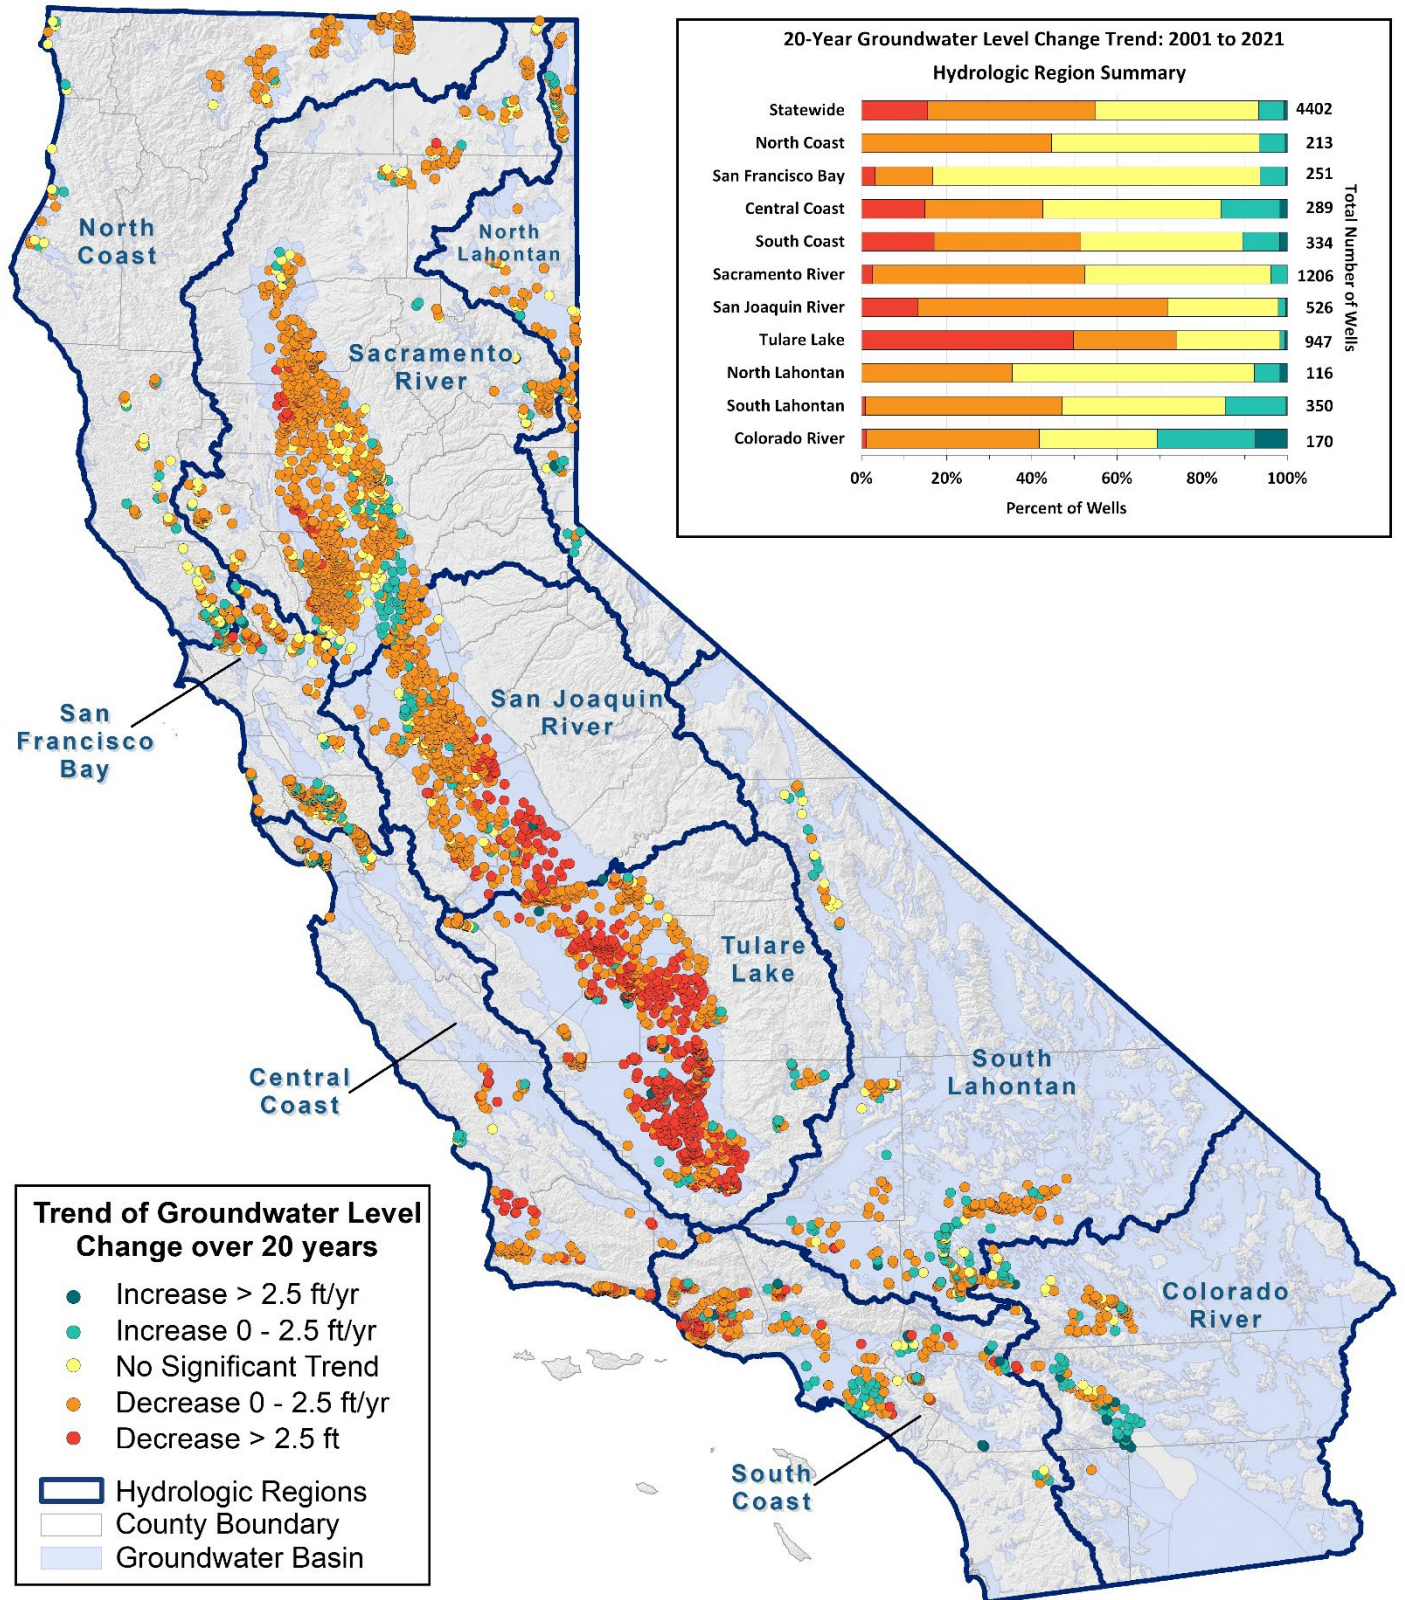 20-Year Groundwater Level Change Trend: 2001 to 2021
Hydrologic Region Summary
Statewide 4402
North Coast 213
San Francisco Bay 251
Central Coast 289
South Coast 334
Sacramento River 1206
San Joaquin River 526
Tulare Lake 947
North Lahontan 116
South Lahontan 350
Colorado River 170
Total Number of Wells
0% 20% 40% 60% 80% 100%
Percent of Wells
North
Coast
North
Lahontan
Sacramento
River
San Joaquin
River
San
Francisco
Bay
Tulare
Lake
Central
Coast
South
Lahontan
Colorado
River
South
Coast
Trend of Groundwater Level
Change over 20 years
Increase > 2.5 ft/yr
Increase 0 - 2.5 ft/yr
No Significant Trend
Decrease 0 - 2.5 ft/yr
Decrease > 2.5 ft
Hydrologic Regions
County Boundary
Groundwater Basin